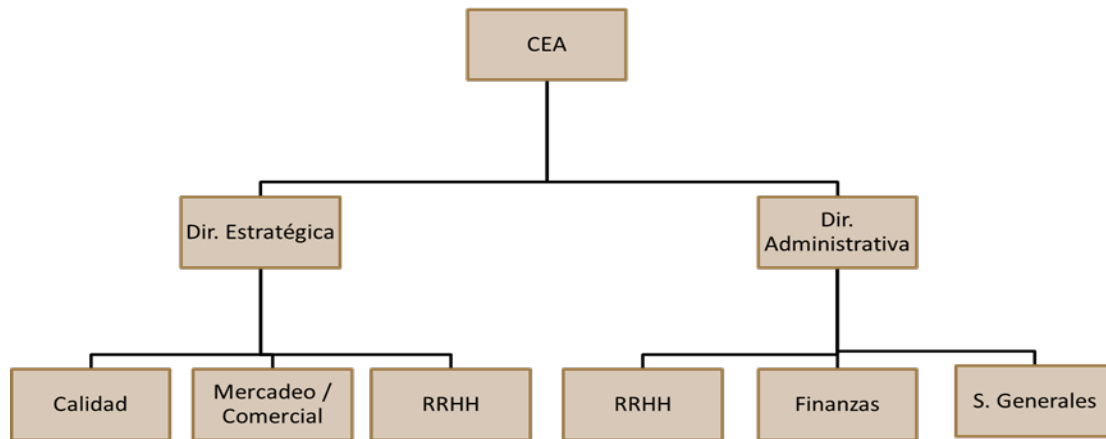 CEA
Dir. Estratégica
Dir.
Administrativa
Calidad
Mercadeo /
Comercial
RRHH
RRHH
Finanzas
S. Generales